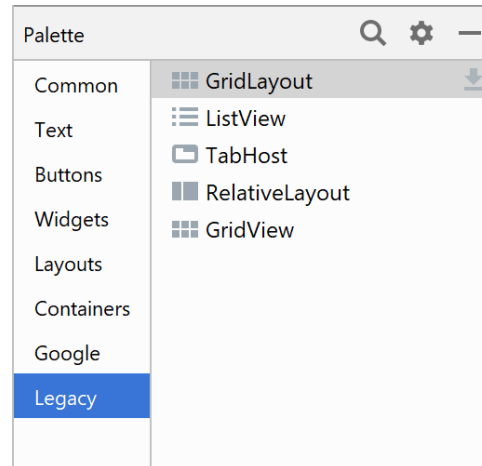 Palette
Common
Text
Buttons
Widgets
Layouts
Containers
Google
Legacy
GridLayout
ListView
TabHost
RelativeLayout
GridView